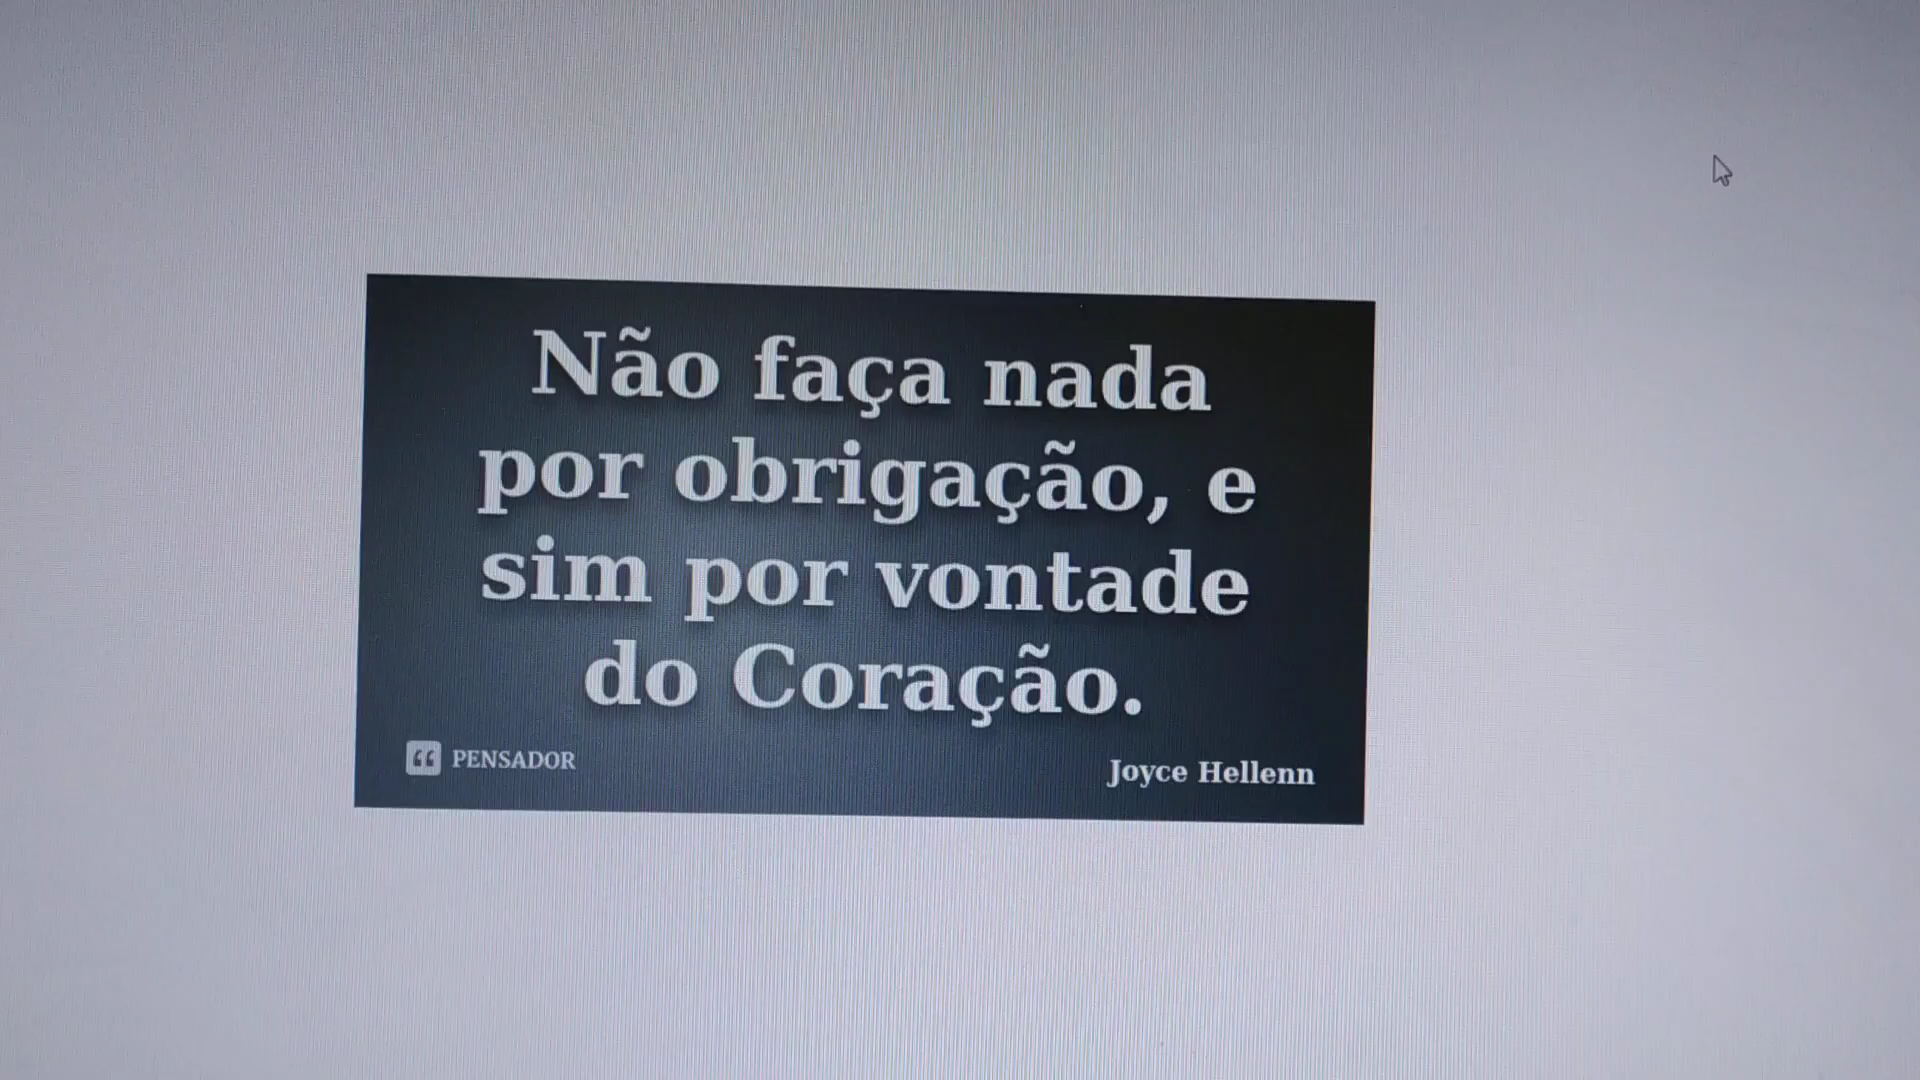 Não faça nada
por obrigação, e
sim por vontade
do Coração.
PENSADOR
Joyce Hellenn